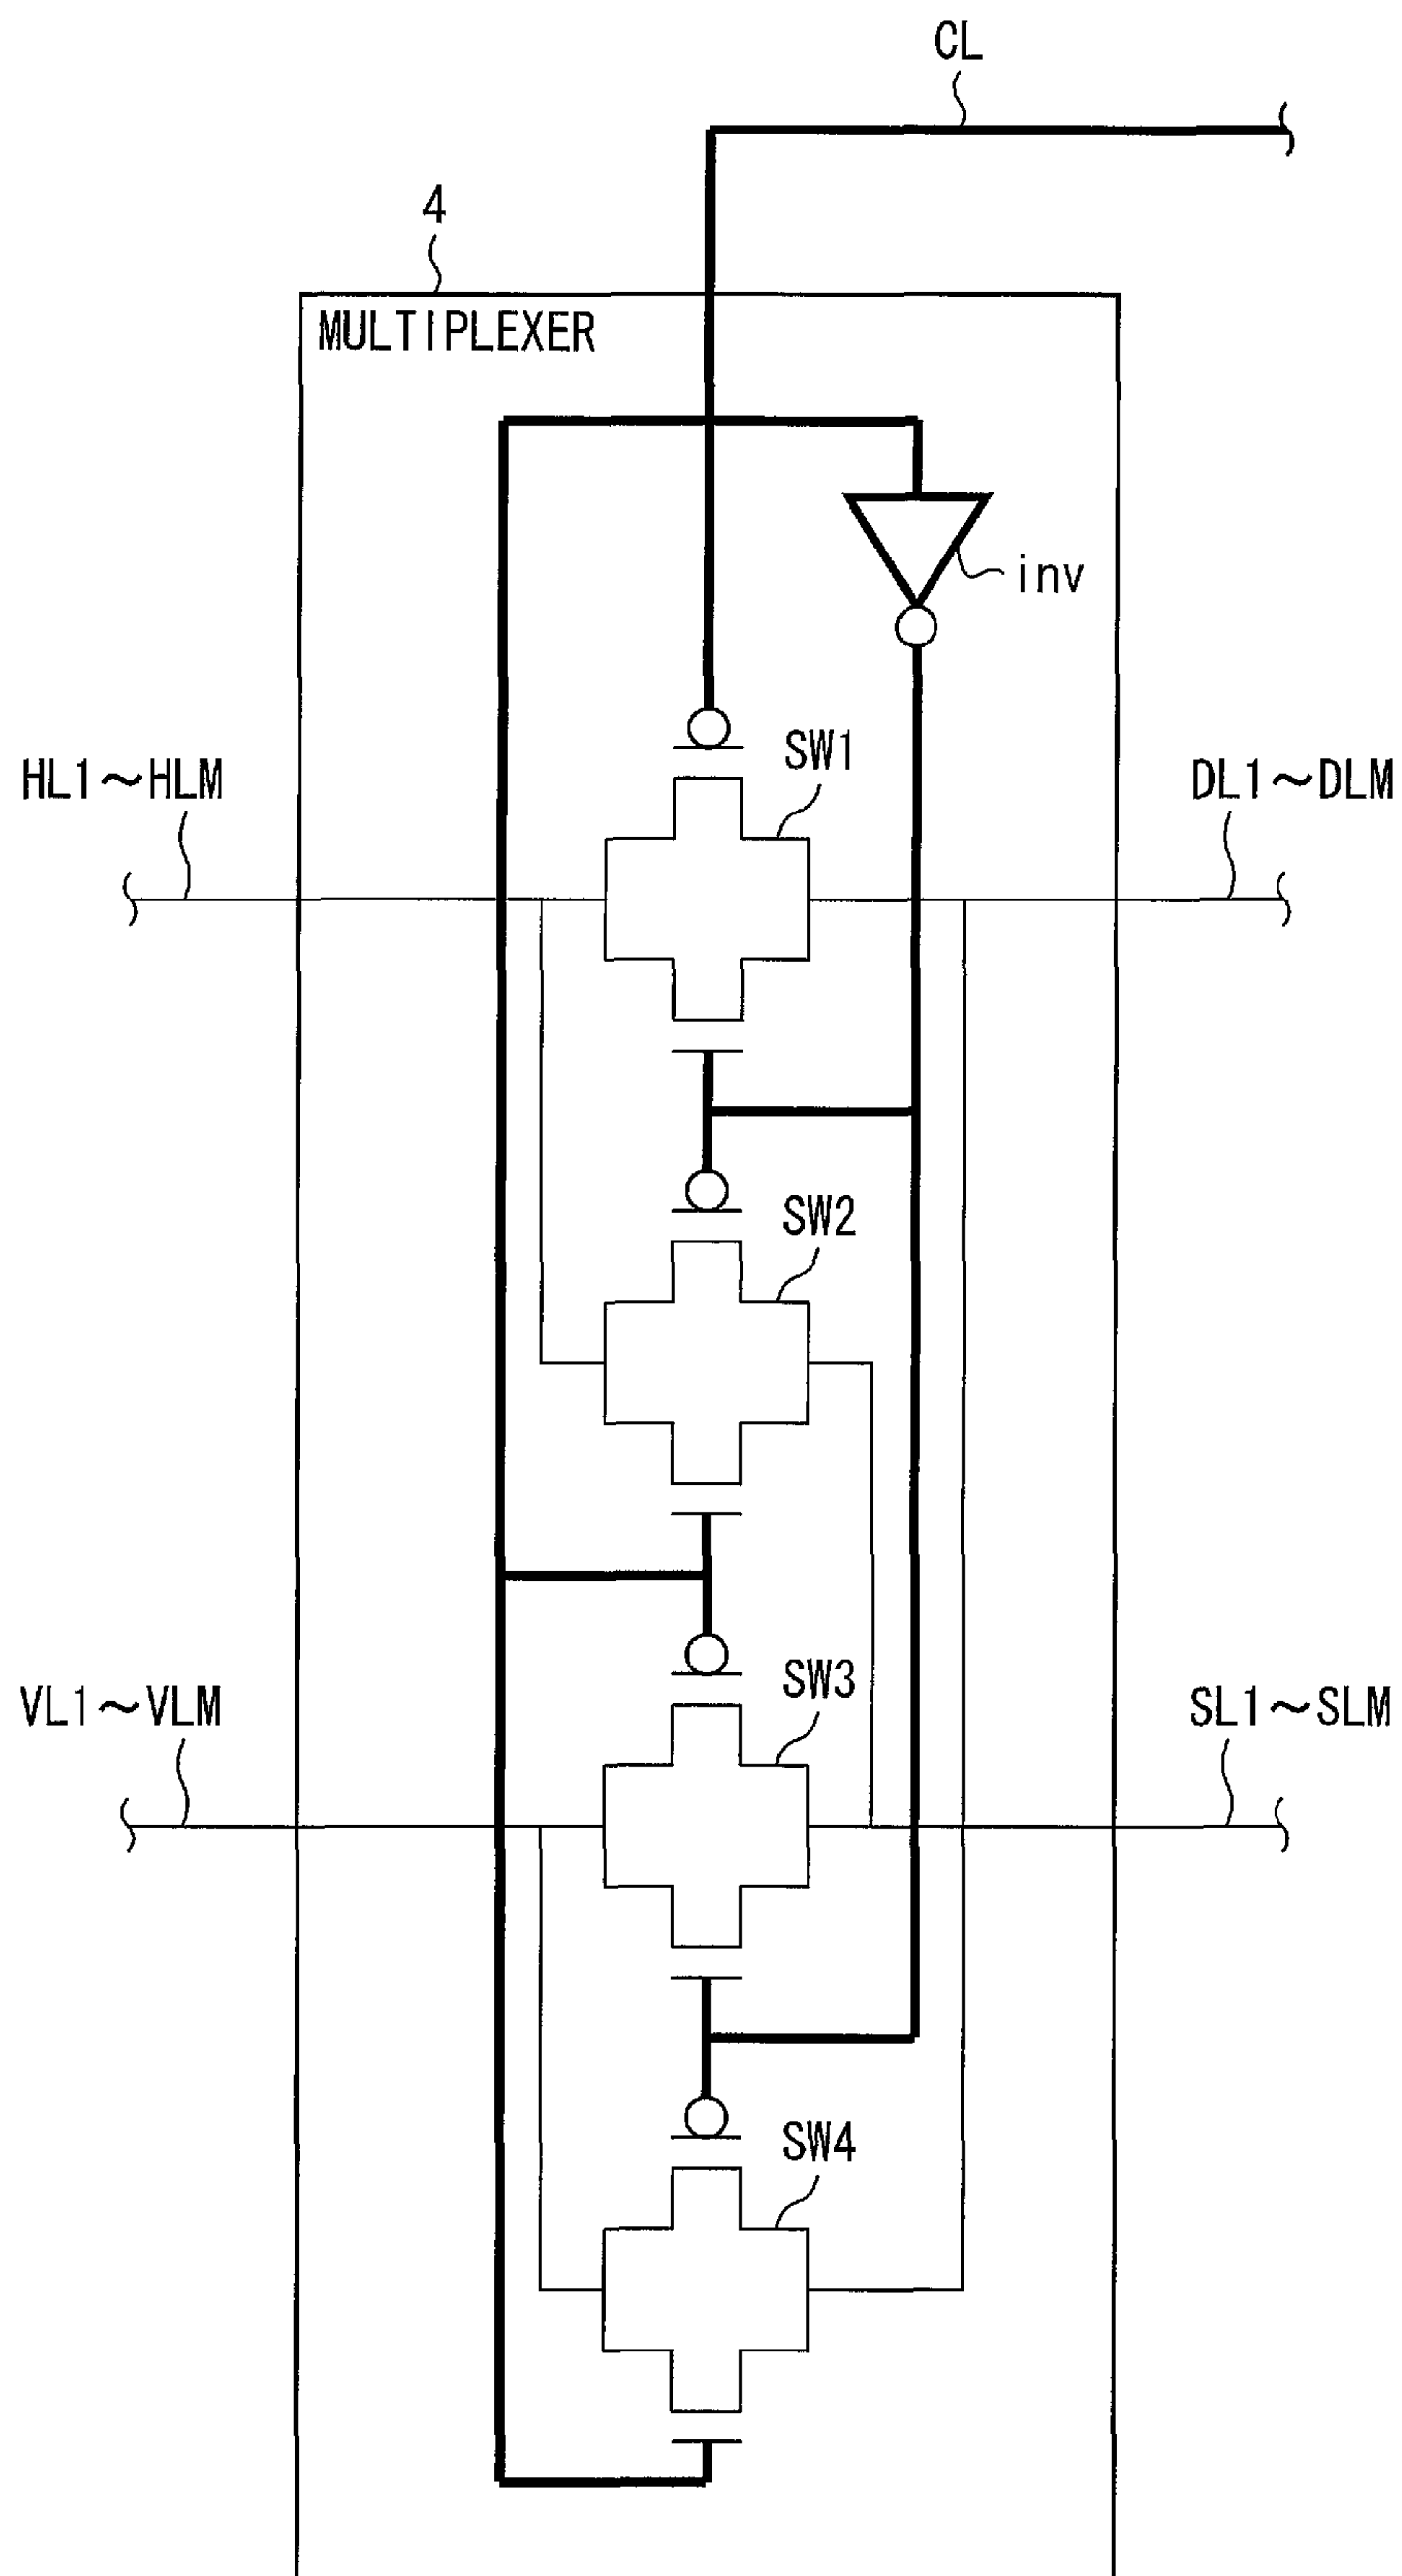 CL
4
MULTIPLEXER
inv
SW1
HL1～HLM
DL1～DLM
SW2
SW3
VL1～VLM
SL1～SLM
SW4